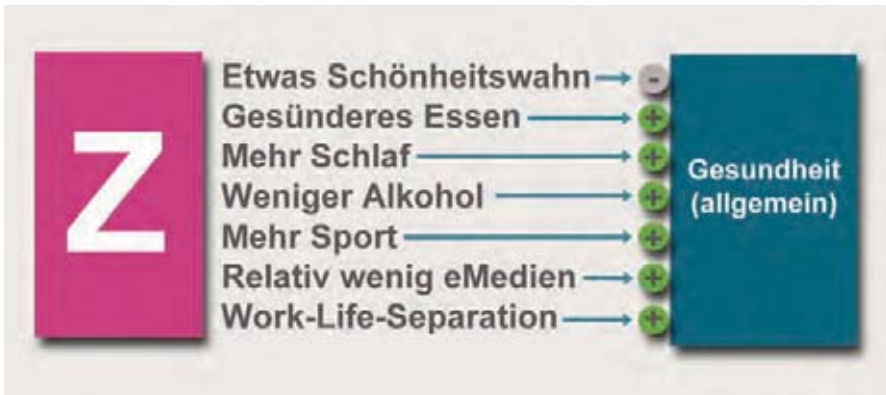 Z
Etwas Schönheitswahn
-
Gesünderes Essen
+
Mehr Schlaf
+
Weniger Alkohol
+
Mehr Sport
+
Relativ wenig eMedien
+
Work-Life-Separation
+
Gesundheit
(allgemein)